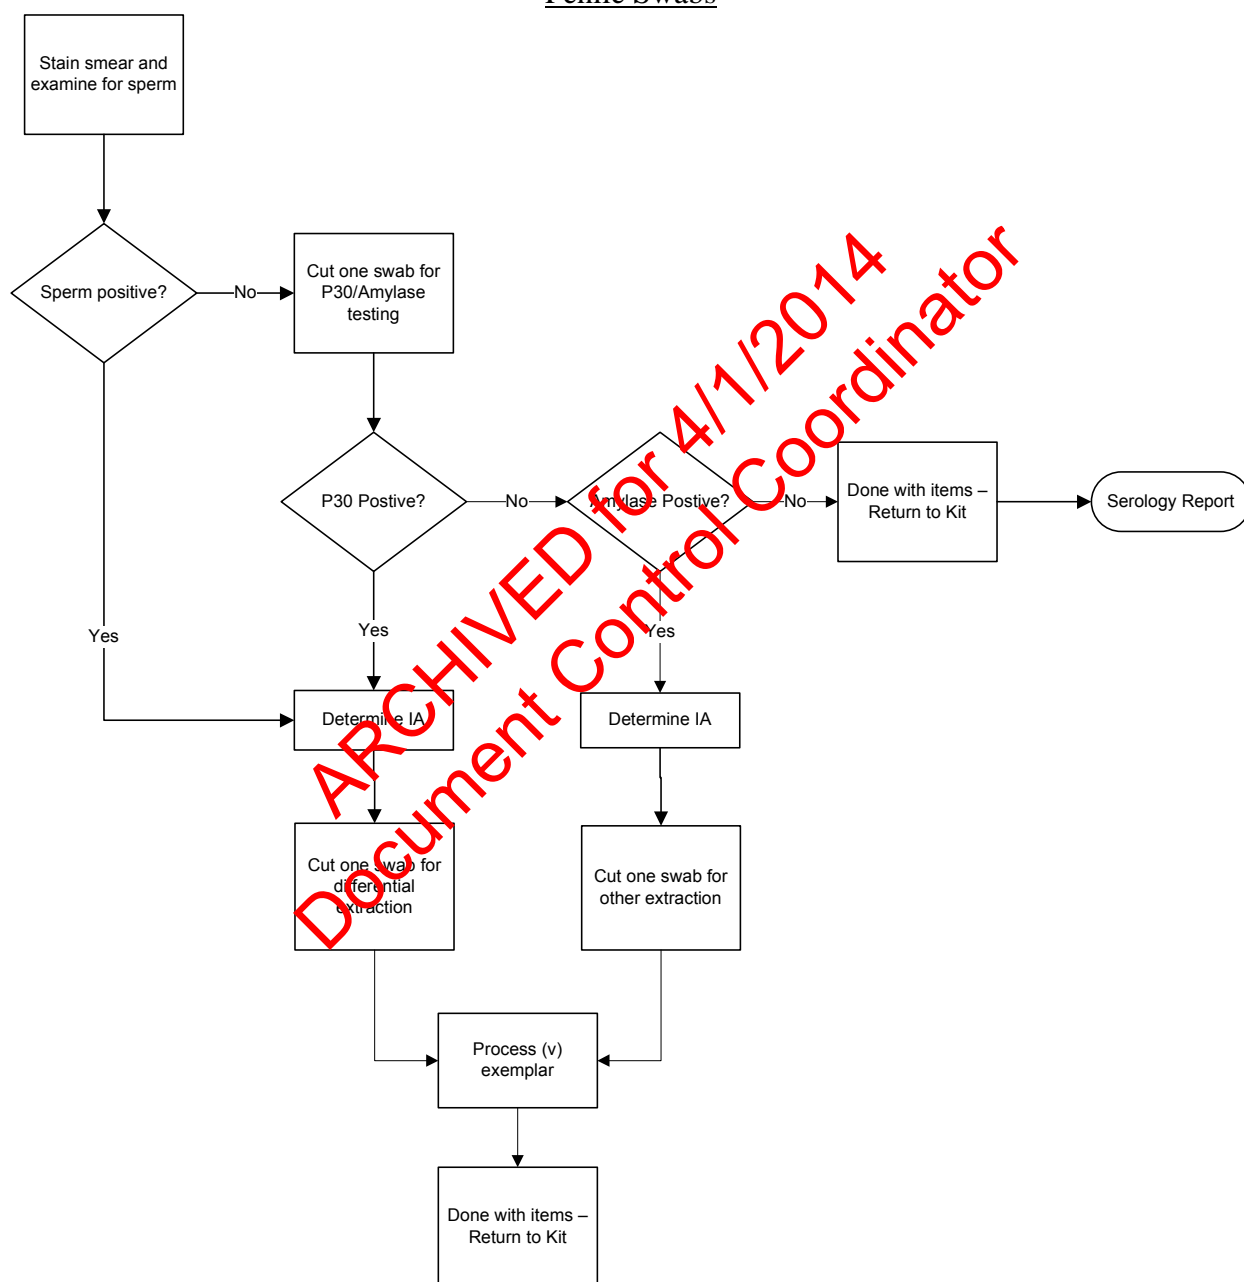 Penile Swabs
Stain smear and
examine for sperm
Sperm positive?
No
Cut one swab for
P30/Amylase
testing
P30 Postive?
No
Amylase Postive?
No
Done with items –
Return to Kit
Serology Report
Yes
Yes
Yes
Determine IA
Determine IA
Cut one swab for
differential
extraction
Cut one swab for
other extraction
Process (v)
exemplar
Done with items –
Return to Kit
ARCHIVED for 4/1/2014
Document Control Coordinator